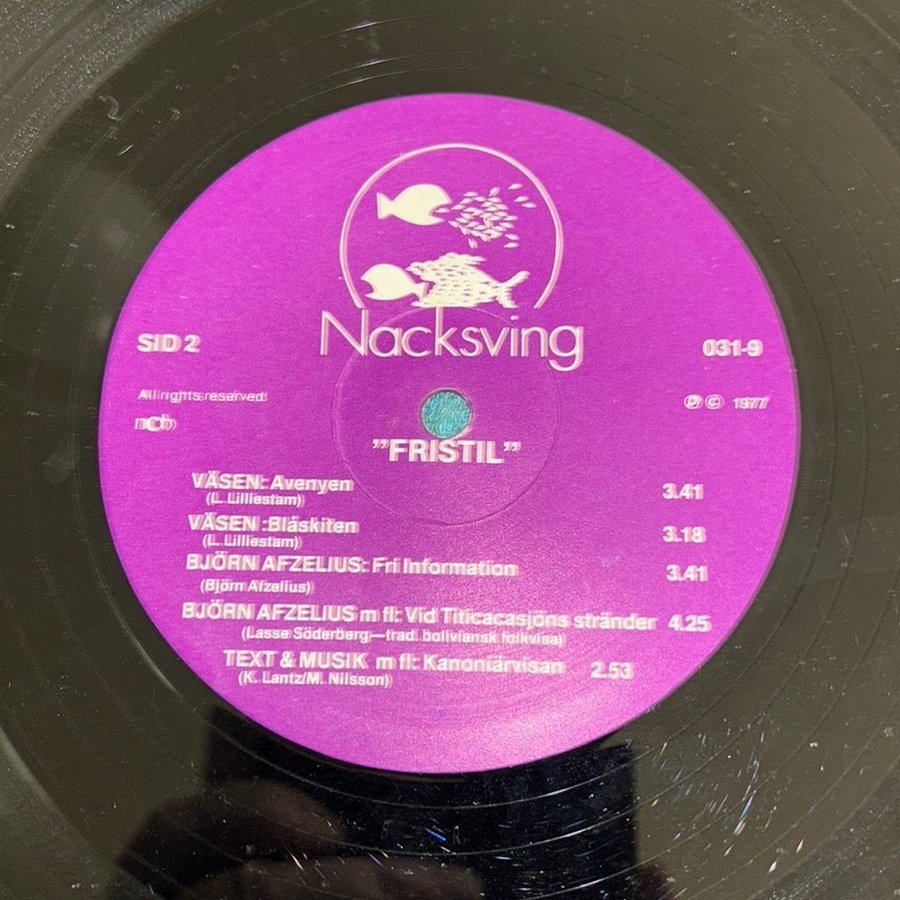 Nacksving
SID 2
031-9
All rights reserved
ncb
Ⓟ © 1977
"FRISTIL"
VÄSEN: Avenyen 3.41
(L. Lilliestam)
VÄSEN :Blåskiten 3.18
(L. Lilliestam)
BJÖRN AFZELIUS: Fri Information 3.41
(Björn Afzelius)
BJÖRN AFZELIUS m fl: Vid Titicacasjöns stränder 4.25
(Lasse Söderberg—trad. boliviansk folkvisa)
TEXT & MUSIK m fl: Kanoniärvisan 2.53
(K. Lantz/M. Nilsson)